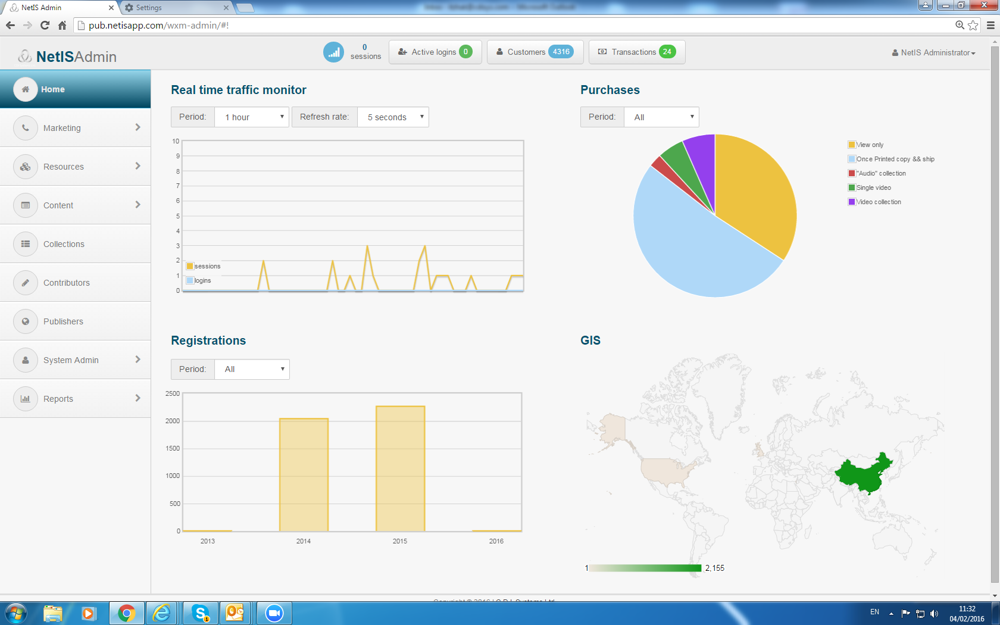 NetIS Admin
Settings
pub.netisapp.com/wxm-admin/#!
NetISAdmin
0
sessions
Active logins 0
Customers 4316
Transactions 24
NetIS Administrator
Home
Marketing
Resources
Content
Collections
Contributors
Publishers
System Admin
Reports
Real time traffic monitor
Period: 1 hour
Refresh rate: 5 seconds
10
9
8
7
6
5
4
3
2
1
0
sessions
logins
Purchases
Period: All
View only
Once Printed copy && ship
"Audio" collection
Single video
Video collection
Registrations
Period: All
2500
2000
1500
1000
500
0
2013
2014
2015
2016
GIS
1
2,155
EN
11:32
04/02/2016
1